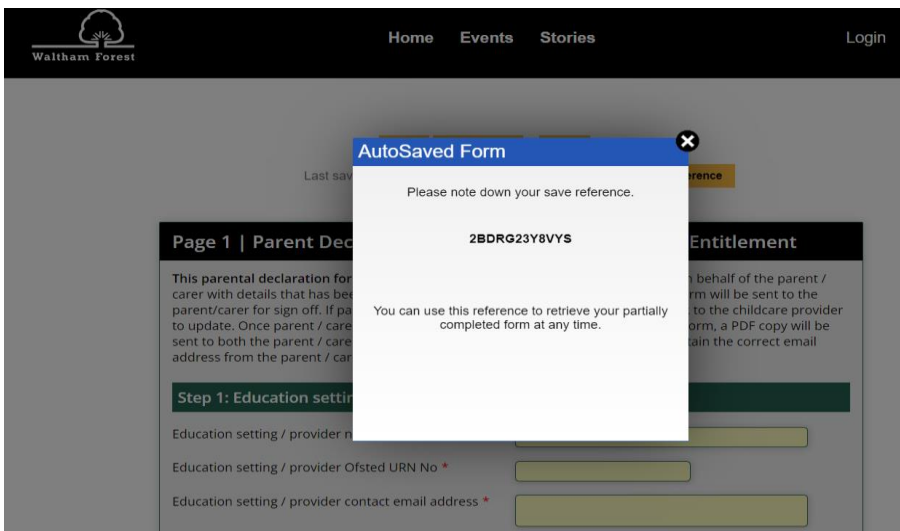 Waltham Forest
Home Events Stories
Login
AutoSaved Form
Please note down your save reference.
2BDRG23Y8VYS
You can use this reference to retrieve your partially
completed form at any time.
Last sav
erence
Page 1 | Parent Dec Entitlement
This parental declaration for behalf of the parent /
carer with details that has bee rm will be sent to the
parent/carer for sign off. If pa to the childcare provider
to update. Once parent / care orm, a PDF copy will be
sent to both the parent / care tain the correct email
address from the parent / car
Step 1: Education settin
Education setting / provider n
Education setting / provider Ofsted URN No *
Education setting / provider contact email address *